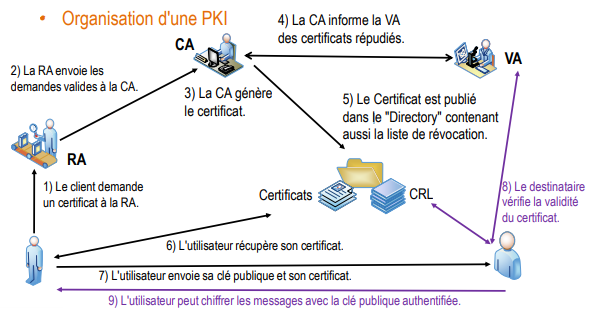 • Organisation d'une PKI
4) La CA informe la VA
des certificats répudiés.
CA
VA
2) La RA envoie les
demandes valides à la CA.
3) La CA génère
le certificat.
5) Le Certificat est publié
dans le "Directory" contenant
aussi la liste de révocation.
RA
1) Le client demande
un certificat à la RA.
Certificats
CRL
8) Le destinataire
vérifie la validité
du certificat.
6) L'utilisateur récupère son certificat.
7) L'utilisateur envoie sa clé publique et son certificat.
9) L'utilisateur peut chiffrer les messages avec la clé publique authentifiée.